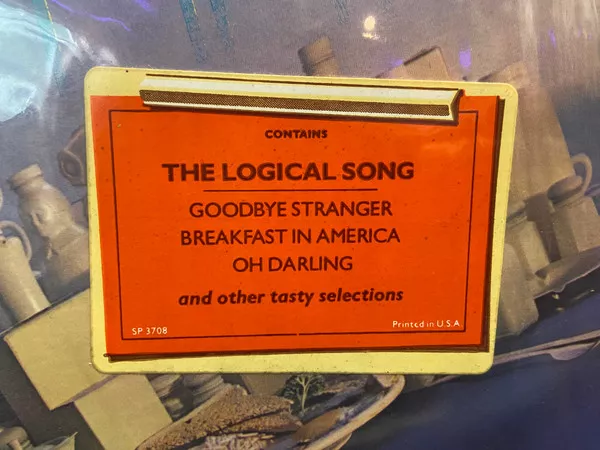 CONTAINS
THE LOGICAL SONG
GOODBYE STRANGER
BREAKFAST IN AMERICA
OH DARLING
and other tasty selections
SP 3708
Printed in U.S.A